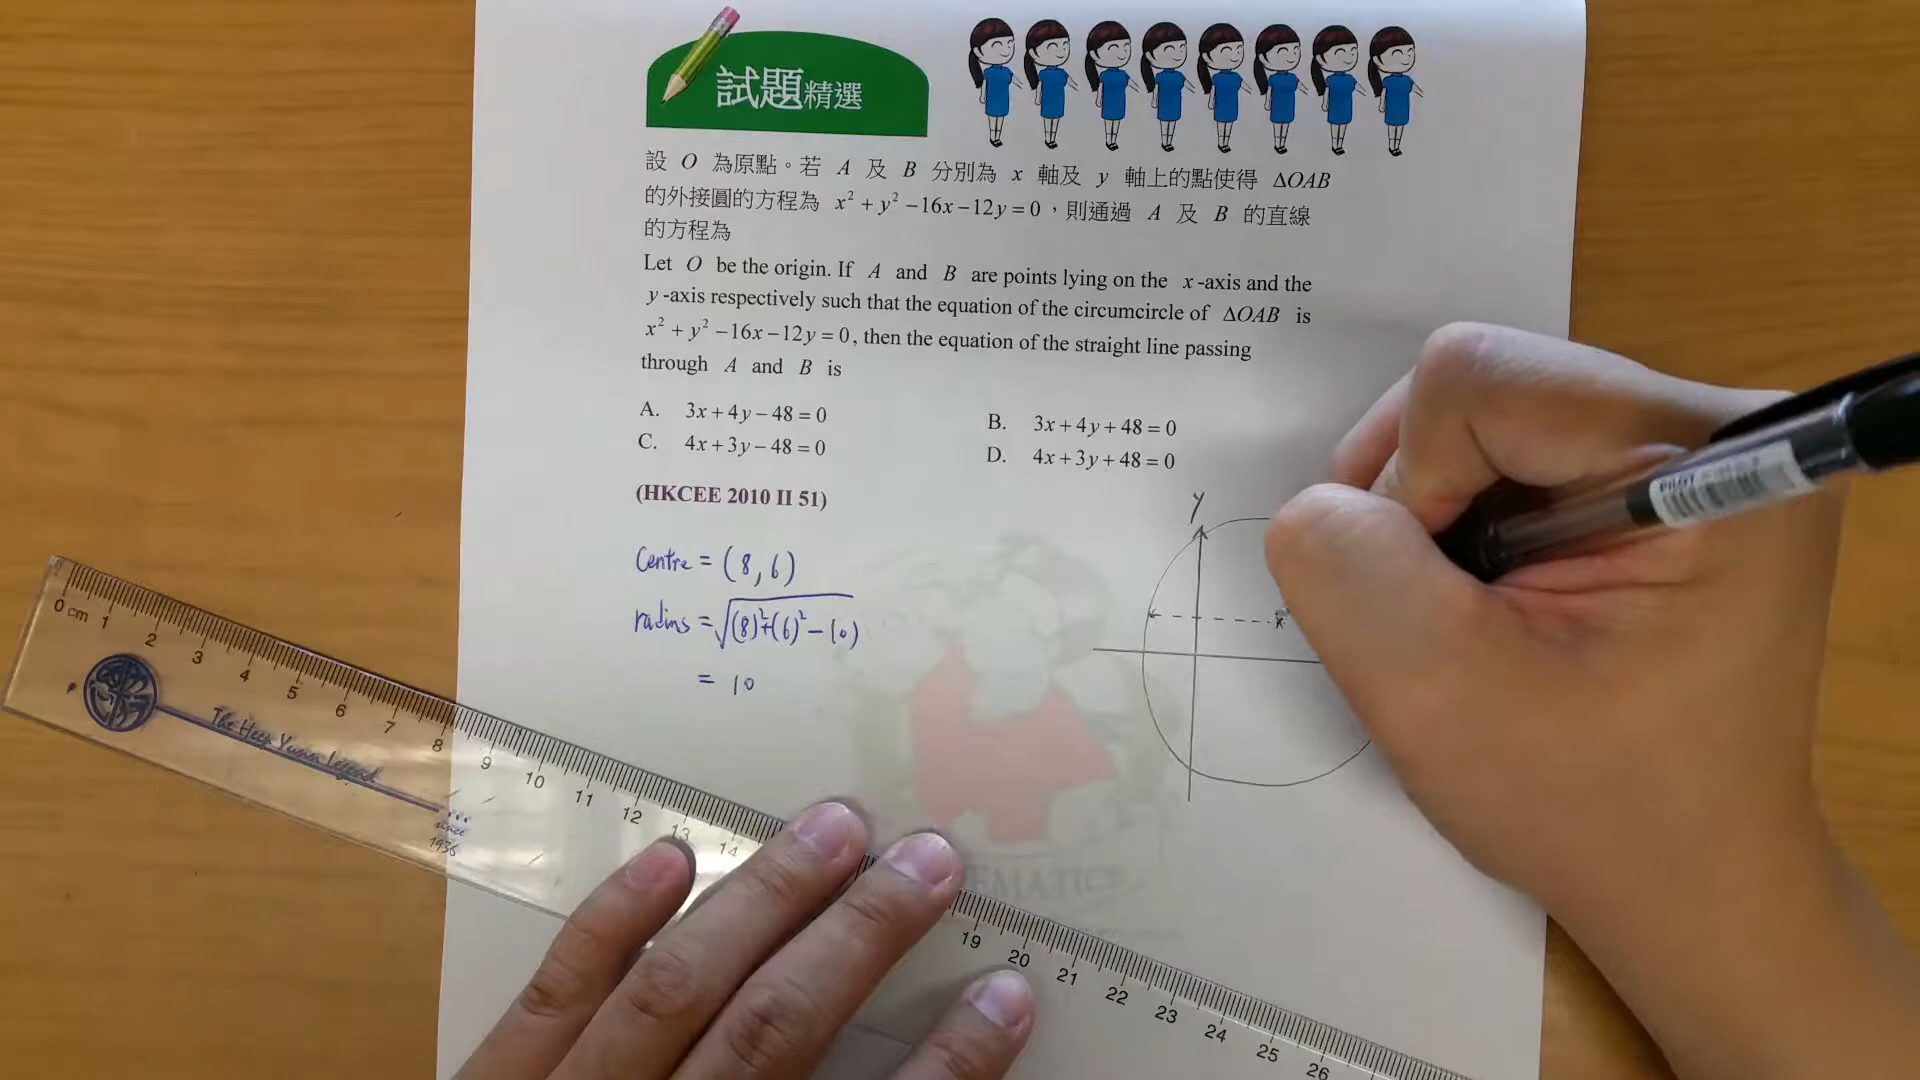 試題精選
設 O 為原點。若 A 及 B 分別為 x 軸及 y 軸上的點使得 ΔOAB
的外接圓的方程為 x² + y² −16x −12y = 0，則通過 A 及 B 的直線
的方程為
Let O be the origin. If A and B are points lying on the x-axis and the
y-axis respectively such that the equation of the circumcircle of ΔOAB is
x² + y² −16x −12y = 0, then the equation of the straight line passing
through A and B is
A. 3x + 4y − 48 = 0
B. 3x + 4y + 48 = 0
C. 4x + 3y − 48 = 0
D. 4x + 3y + 48 = 0
(HKCEE 2010 II 51)
y
Centre = (8, 6)
radius = √(8)²+(6)² − (0)
= 10
0 cm 1 2 3 4 5 6 7 8 9 10 11 12 13 14 19 20 21 22 23 24 25 26
The Heep Yunn Legend
since
1936
EMATICS
PILOT